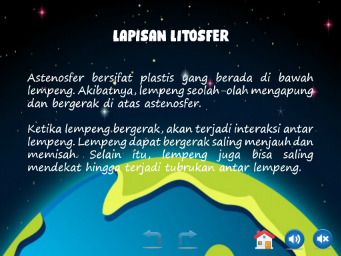 LAPISAN LITOSFER
Astenosfer bersifat plastis yang berada di bawah
lempeng. Akibatnya, lempeng seolah-olah mengapung
dan bergerak di atas astenosfer.
Ketika lempeng bergerak, akan terjadi interaksi antar
lempeng. Lempeng dapat bergerak saling menjauh dan
memisah. Selain itu, lempeng juga bisa saling
mendekat hingga terjadi tubrukan antar lempeng.